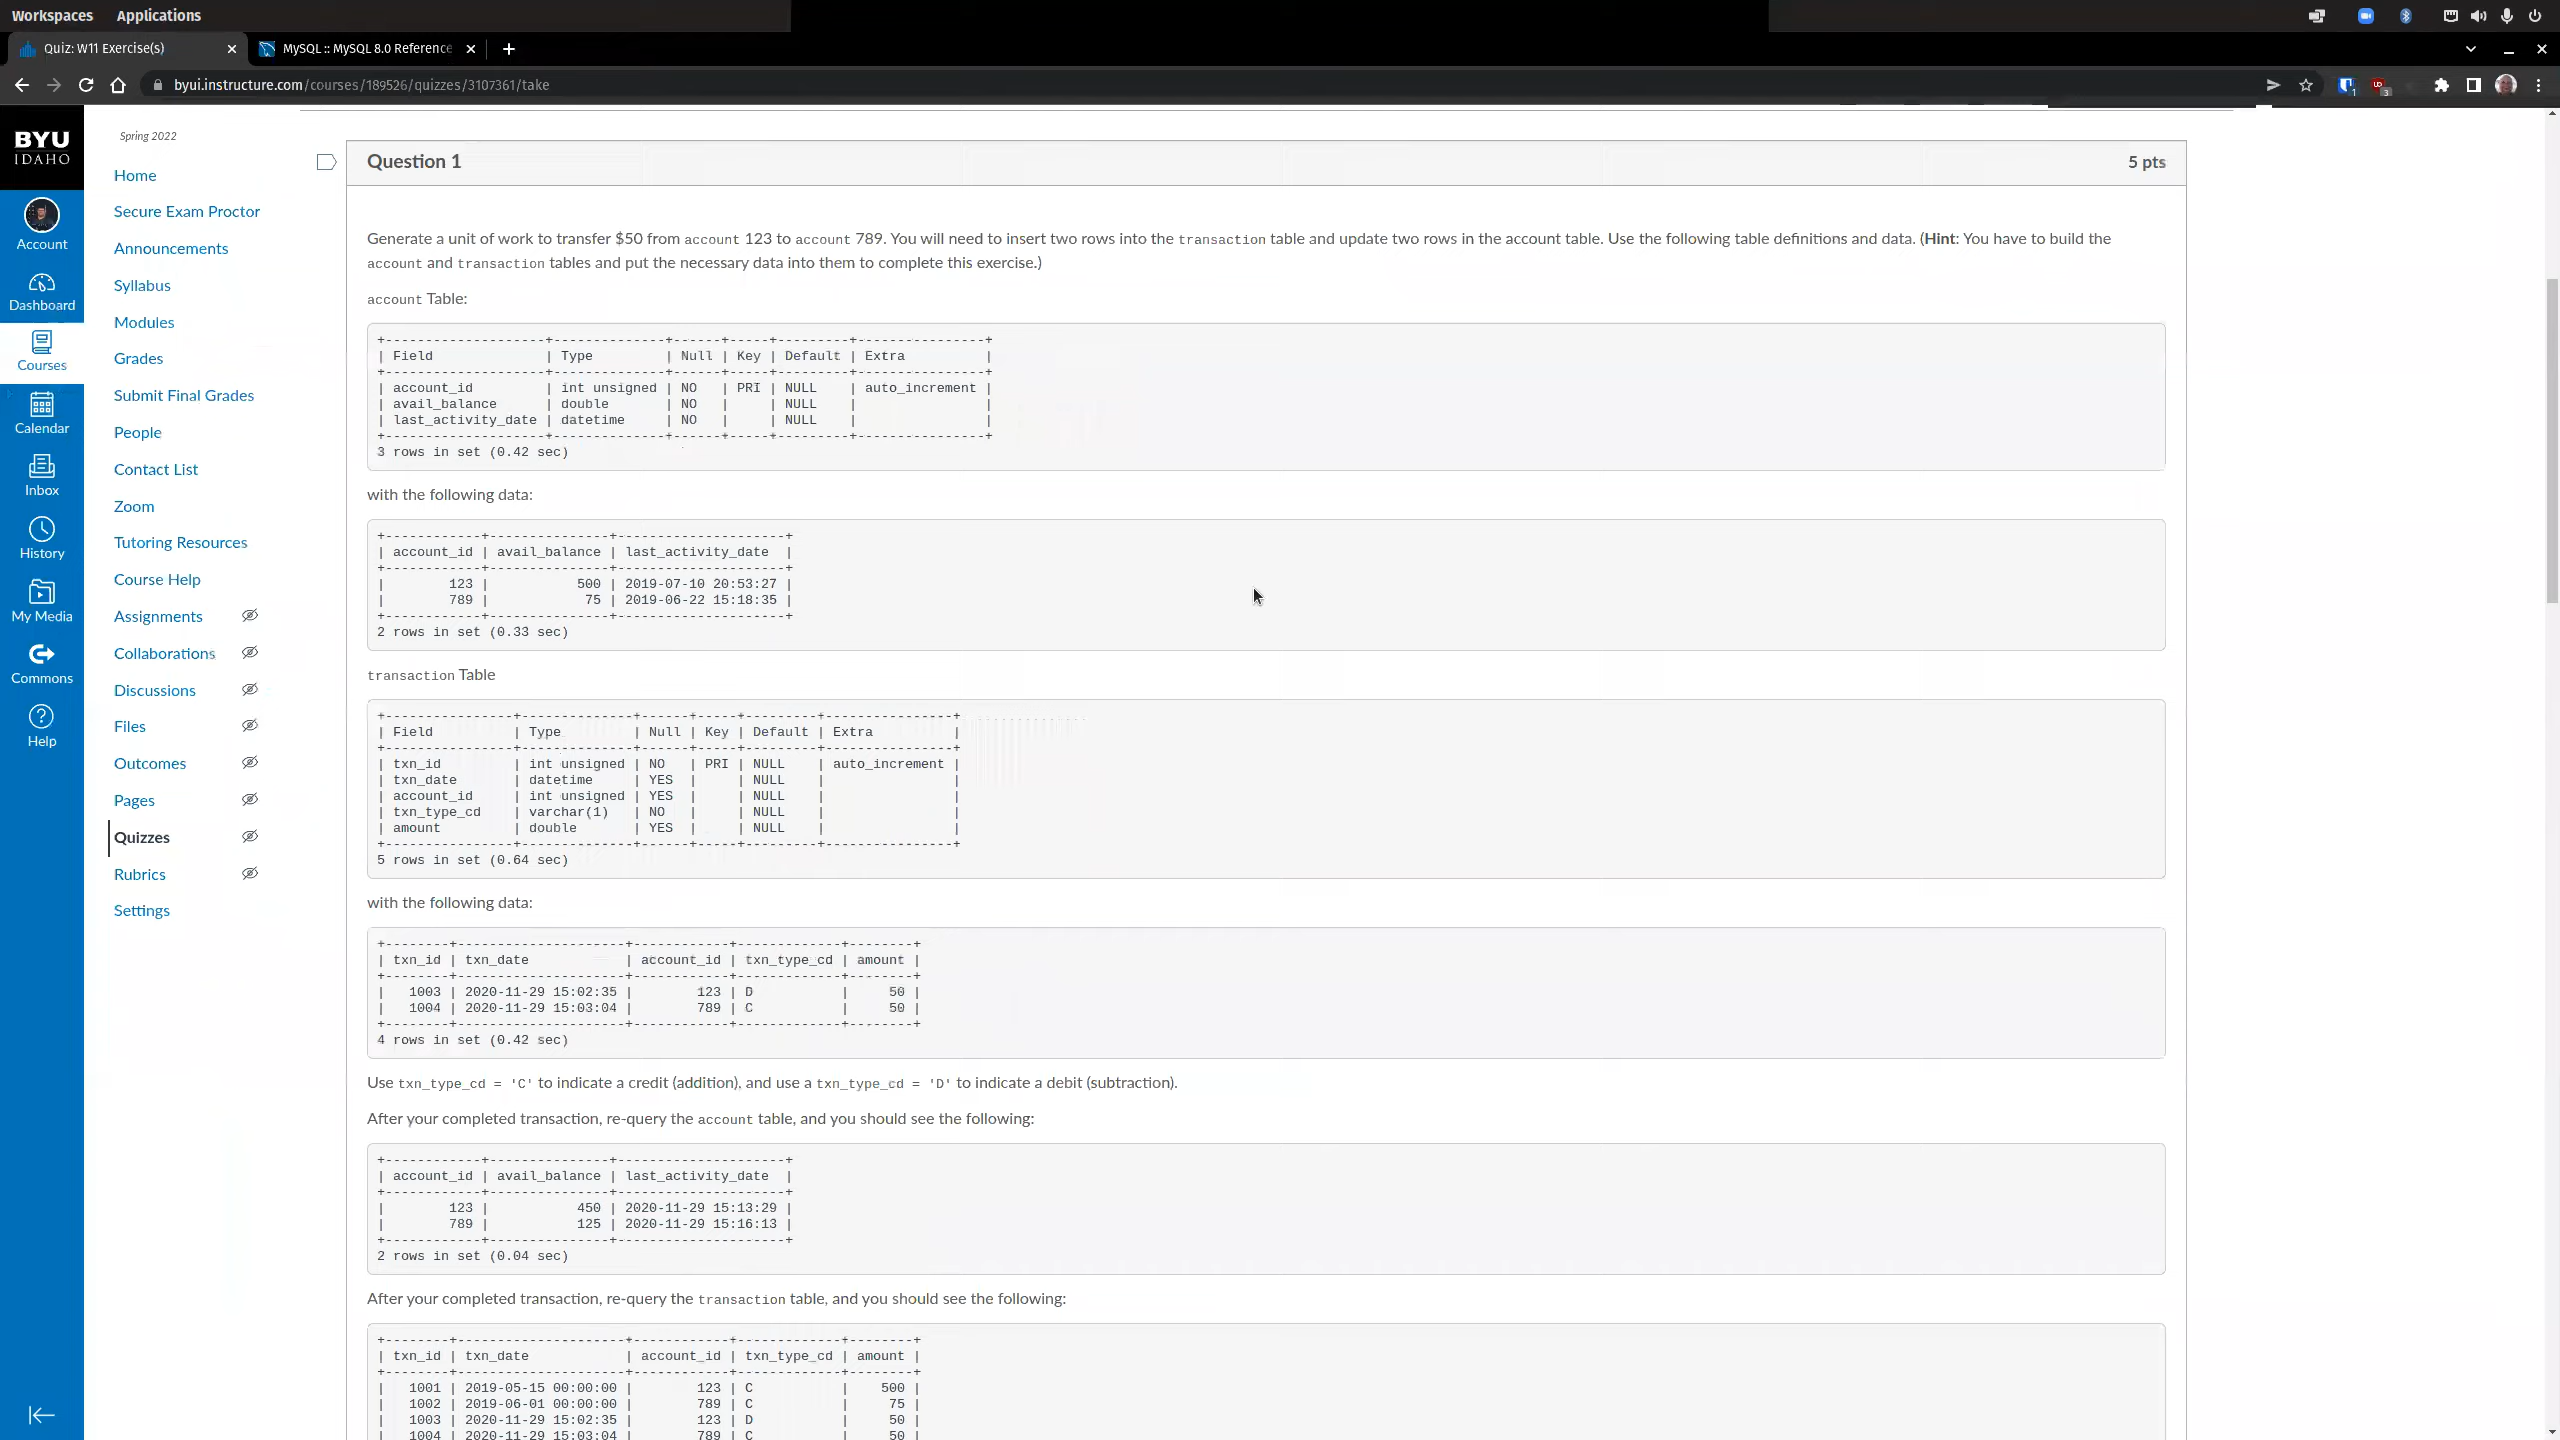 Workspaces Applications
Quiz: W11 Exercise(s)
MySQL :: MySQL 8.0 Reference
byui.instructure.com/courses/189526/quizzes/3107361/take
BYU
IDAHO
Account
Dashboard
Courses
Calendar
Inbox
History
My Media
Commons
Help
Spring 2022
Home
Secure Exam Proctor
Announcements
Syllabus
Modules
Grades
Submit Final Grades
People
Contact List
Zoom
Tutoring Resources
Course Help
Assignments
Collaborations
Discussions
Files
Outcomes
Pages
Quizzes
Rubrics
Settings
Question 1
5 pts
Generate a unit of work to transfer $50 from account 123 to account 789. You will need to insert two rows into the transaction table and update two rows in the account table. Use the following table definitions and data. (Hint: You have to build the
account and transaction tables and put the necessary data into them to complete this exercise.)
account Table:
+--------------------+--------------+------+-----+---------+----------------+
| Field              | Type         | Null | Key | Default | Extra          |
+--------------------+--------------+------+-----+---------+----------------+
| account_id         | int unsigned | NO   | PRI | NULL    | auto_increment |
| avail_balance      | double       | NO   |     | NULL    |                |
| last_activity_date | datetime     | NO   |     | NULL    |                |
+--------------------+--------------+------+-----+---------+----------------+
3 rows in set (0.42 sec)
with the following data:
+------------+---------------+---------------------+
| account_id | avail_balance | last_activity_date  |
+------------+---------------+---------------------+
|        123 |           500 | 2019-07-10 20:53:27 |
|        789 |            75 | 2019-06-22 15:18:35 |
+------------+---------------+---------------------+
2 rows in set (0.33 sec)
transaction Table
+----------------+--------------+------+-----+---------+----------------+
| Field          | Type         | Null | Key | Default | Extra          |
+----------------+--------------+------+-----+---------+----------------+
| txn_id         | int unsigned | NO   | PRI | NULL    | auto_increment |
| txn_date       | datetime     | YES  |     | NULL    |                |
| account_id     | int unsigned | YES  |     | NULL    |                |
| txn_type_cd    | varchar(1)   | NO   |     | NULL    |                |
| amount         | double       | YES  |     | NULL    |                |
+----------------+--------------+------+-----+---------+----------------+
5 rows in set (0.64 sec)
with the following data:
+--------+---------------------+------------+-------------+--------+
| txn_id | txn_date            | account_id | txn_type_cd | amount |
+--------+---------------------+------------+-------------+--------+
|   1003 | 2020-11-29 15:02:35 |        123 | D           |     50 |
|   1004 | 2020-11-29 15:03:04 |        789 | C           |     50 |
+--------+---------------------+------------+-------------+--------+
4 rows in set (0.42 sec)
Use txn_type_cd = 'C' to indicate a credit (addition), and use a txn_type_cd = 'D' to indicate a debit (subtraction).
After your completed transaction, re-query the account table, and you should see the following:
+------------+---------------+---------------------+
| account_id | avail_balance | last_activity_date  |
+------------+---------------+---------------------+
|        123 |           450 | 2020-11-29 15:13:29 |
|        789 |           125 | 2020-11-29 15:16:13 |
+------------+---------------+---------------------+
2 rows in set (0.04 sec)
After your completed transaction, re-query the transaction table, and you should see the following:
+--------+---------------------+------------+-------------+--------+
| txn_id | txn_date            | account_id | txn_type_cd | amount |
+--------+---------------------+------------+-------------+--------+
|   1001 | 2019-05-15 00:00:00 |        123 | C           |    500 |
|   1002 | 2019-06-01 00:00:00 |        789 | C           |     75 |
|   1003 | 2020-11-29 15:02:35 |        123 | D           |     50 |
|   1004 | 2020-11-29 15:03:04 |        789 | C           |     50 |